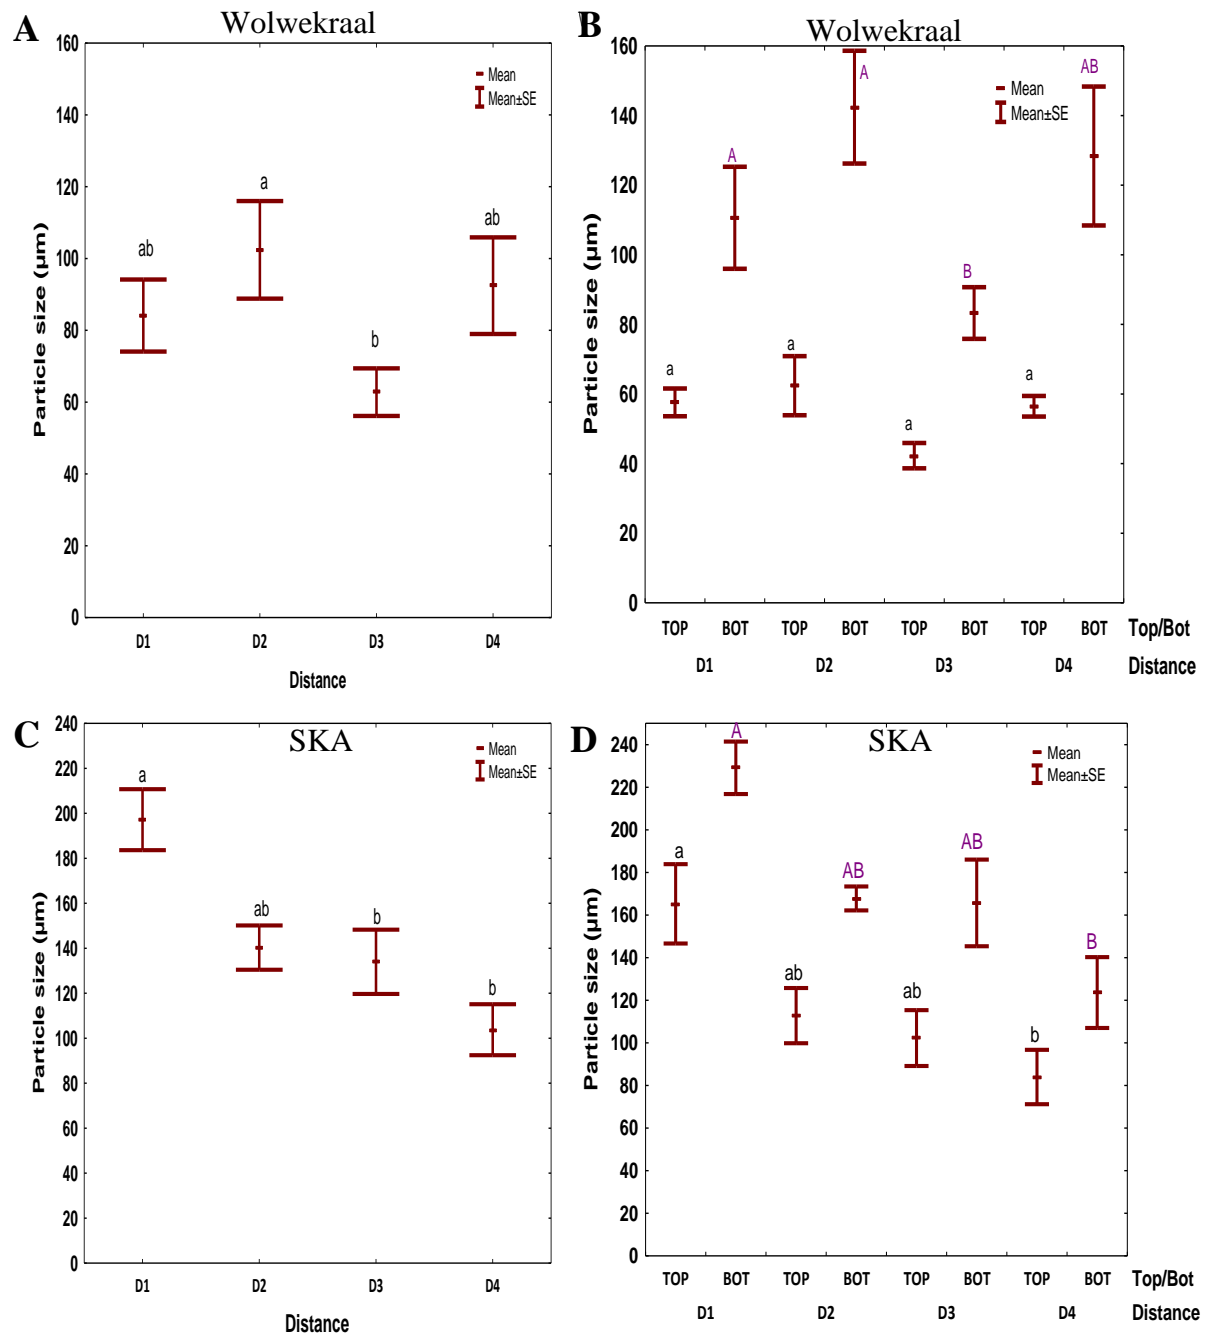 A
Wolwekraal
160
140
120
100
80
60
40
20
0
Particle size (µm)
Mean
Mean±SE
ab
a
b
ab
D1 D2 D3 D4
Distance
B
Wolwekraal
160
140
120
100
80
60
40
20
0
Particle size (µm)
Mean
Mean±SE
a
A
a
A
a
B
a
AB
TOP BOT TOP BOT TOP BOT TOP BOT Top/Bot
D1 D2 D3 D4 Distance
C
SKA
240
220
200
180
160
140
120
100
80
60
40
20
0
Particle size (µm)
Mean
Mean±SE
a
ab
b
b
D1 D2 D3 D4
Distance
D
SKA
240
220
200
180
160
140
120
100
80
60
40
20
0
Particle size (µm)
Mean
Mean±SE
a
A
ab
AB
ab
AB
b
B
TOP BOT TOP BOT TOP BOT TOP BOT Top/Bot
D1 D2 D3 D4 Distance